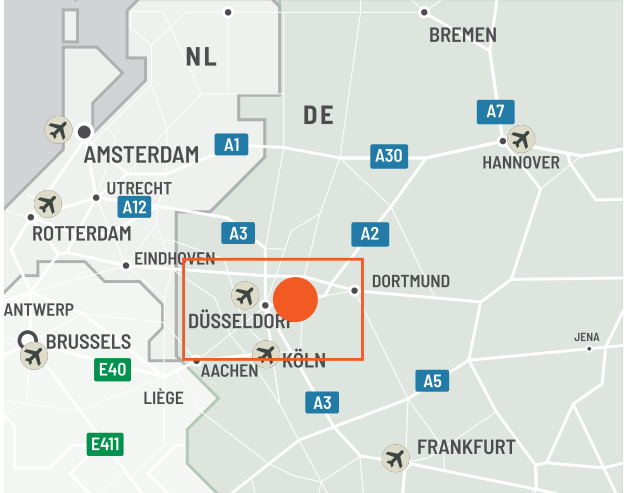 BREMEN
NL
DE
A7
AMSTERDAM
A1
A30
HANNOVER
UTRECHT
A12
ROTTERDAM
A3
A2
EINDHOVEN
DORTMUND
ANTWERP
DÜSSELDORF
BRUSSELS
JENA
KÖLN
E40
AACHEN
A5
LIÈGE
A3
E411
FRANKFURT